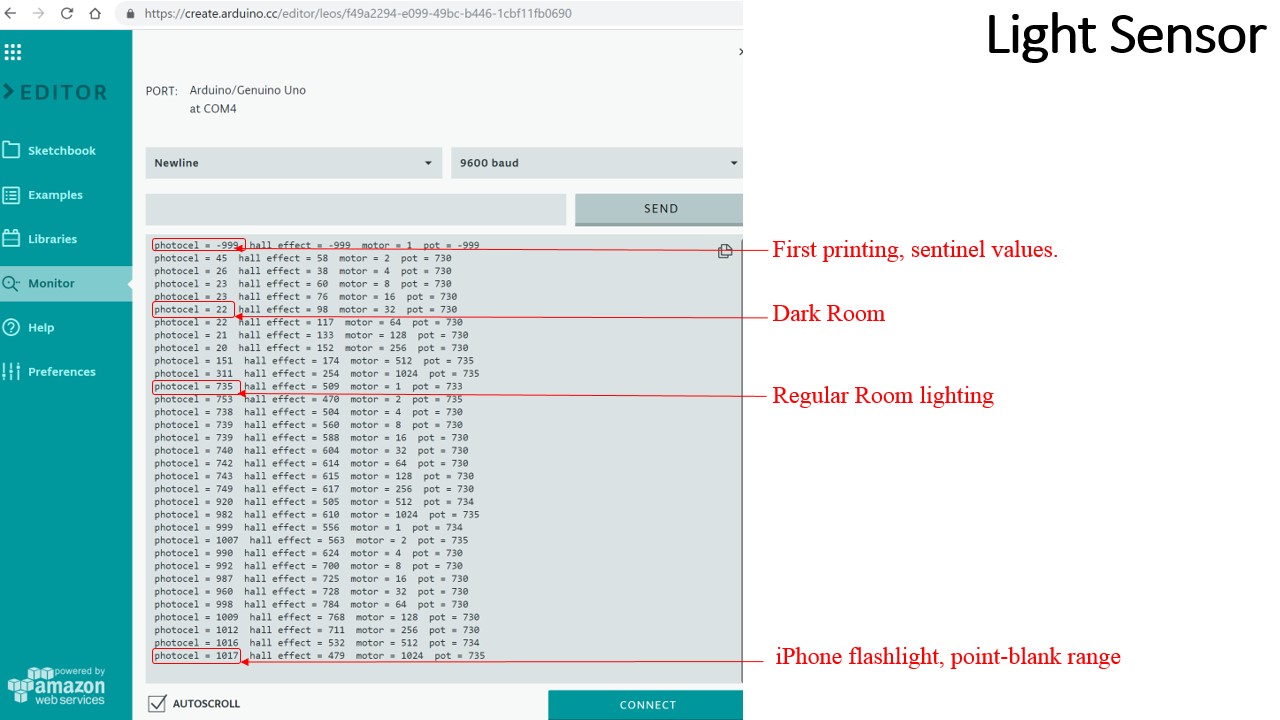 https://create.arduino.cc/editor/leos/f49a2294-e099-49bc-b446-1cbf11fb0690
Light Sensor
EDITOR
PORT: Arduino/Genuino Uno
at COM4
Sketchbook
Examples
Libraries
Monitor
Help
Preferences
Newline
9600 baud
SEND
photocel = -999 hall effect = -999 motor = 1 pot = -999
First printing, sentinel values.
photocel = 45 hall effect = 58 motor = 2 pot = 730
photocel = 26 hall effect = 38 motor = 4 pot = 730
photocel = 23 hall effect = 60 motor = 8 pot = 730
photocel = 23 hall effect = 76 motor = 16 pot = 730
photocel = 22 hall effect = 98 motor = 32 pot = 730
Dark Room
photocel = 22 hall effect = 117 motor = 64 pot = 730
photocel = 21 hall effect = 133 motor = 128 pot = 730
photocel = 20 hall effect = 152 motor = 256 pot = 730
photocel = 151 hall effect = 174 motor = 512 pot = 735
photocel = 311 hall effect = 254 motor = 1024 pot = 735
photocel = 735 hall effect = 509 motor = 1 pot = 733
Regular Room lighting
photocel = 753 hall effect = 470 motor = 2 pot = 735
photocel = 738 hall effect = 504 motor = 4 pot = 730
photocel = 739 hall effect = 560 motor = 8 pot = 730
photocel = 739 hall effect = 588 motor = 16 pot = 730
photocel = 740 hall effect = 604 motor = 32 pot = 730
photocel = 742 hall effect = 614 motor = 64 pot = 730
photocel = 743 hall effect = 615 motor = 128 pot = 730
photocel = 749 hall effect = 617 motor = 256 pot = 730
photocel = 920 hall effect = 505 motor = 512 pot = 734
photocel = 982 hall effect = 610 motor = 1024 pot = 735
photocel = 999 hall effect = 556 motor = 1 pot = 734
photocel = 1007 hall effect = 563 motor = 2 pot = 735
photocel = 990 hall effect = 624 motor = 4 pot = 730
photocel = 992 hall effect = 700 motor = 8 pot = 730
photocel = 987 hall effect = 725 motor = 16 pot = 730
photocel = 960 hall effect = 728 motor = 32 pot = 730
photocel = 998 hall effect = 784 motor = 64 pot = 730
photocel = 1009 hall effect = 768 motor = 128 pot = 730
photocel = 1012 hall effect = 711 motor = 256 pot = 730
photocel = 1016 hall effect = 532 motor = 512 pot = 734
photocel = 1017 hall effect = 479 motor = 1024 pot = 735
iPhone flashlight, point-blank range
powered by
amazon
web services
AUTOSCROLL
CONNECT